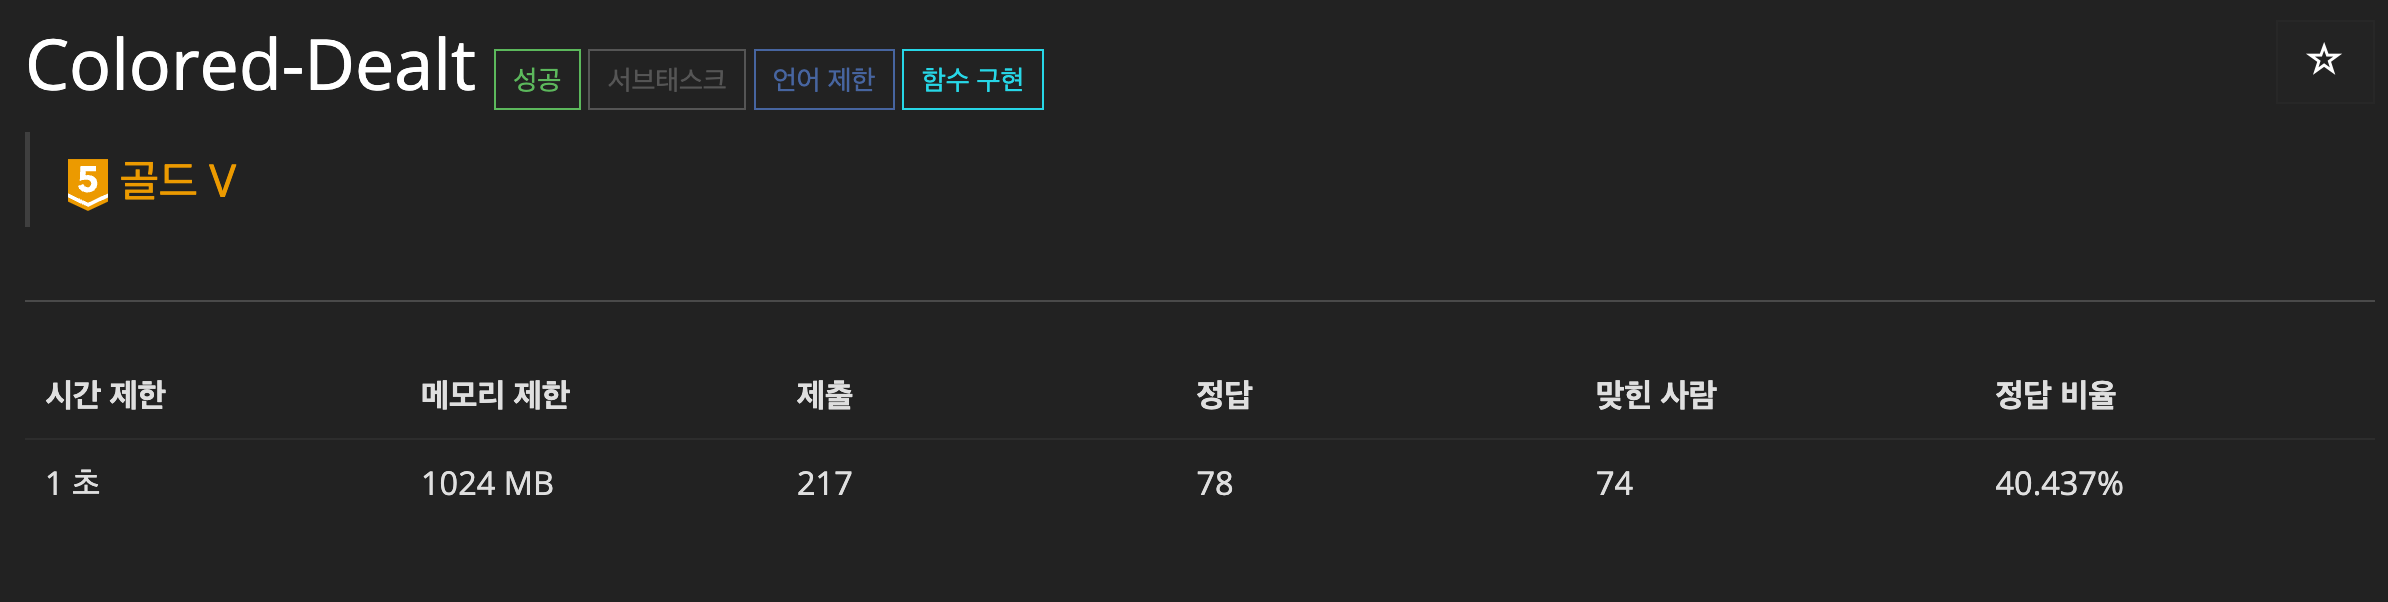 Colored-Dealt 성공 서브태스크 언어 제한 함수 구현
5 골드 V
시간 제한 메모리 제한 제출 정답 맞힌 사람 정답 비율
1 초 1024 MB 217 78 74 40.437%